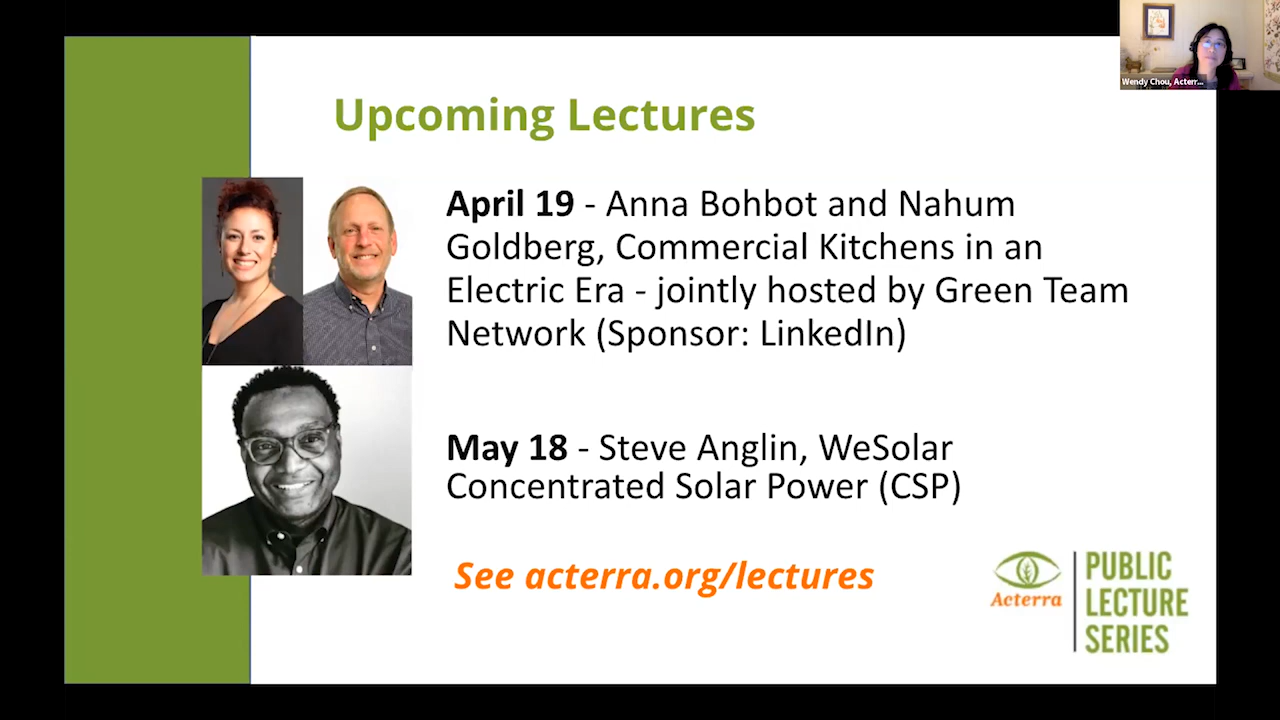 Wendy Chou, Acterr...
Upcoming Lectures
April 19 - Anna Bohbot and Nahum
Goldberg, Commercial Kitchens in an
Electric Era - jointly hosted by Green Team
Network (Sponsor: LinkedIn)
May 18 - Steve Anglin, WeSolar
Concentrated Solar Power (CSP)
See acterra.org/lectures
Acterra
PUBLIC
LECTURE
SERIES